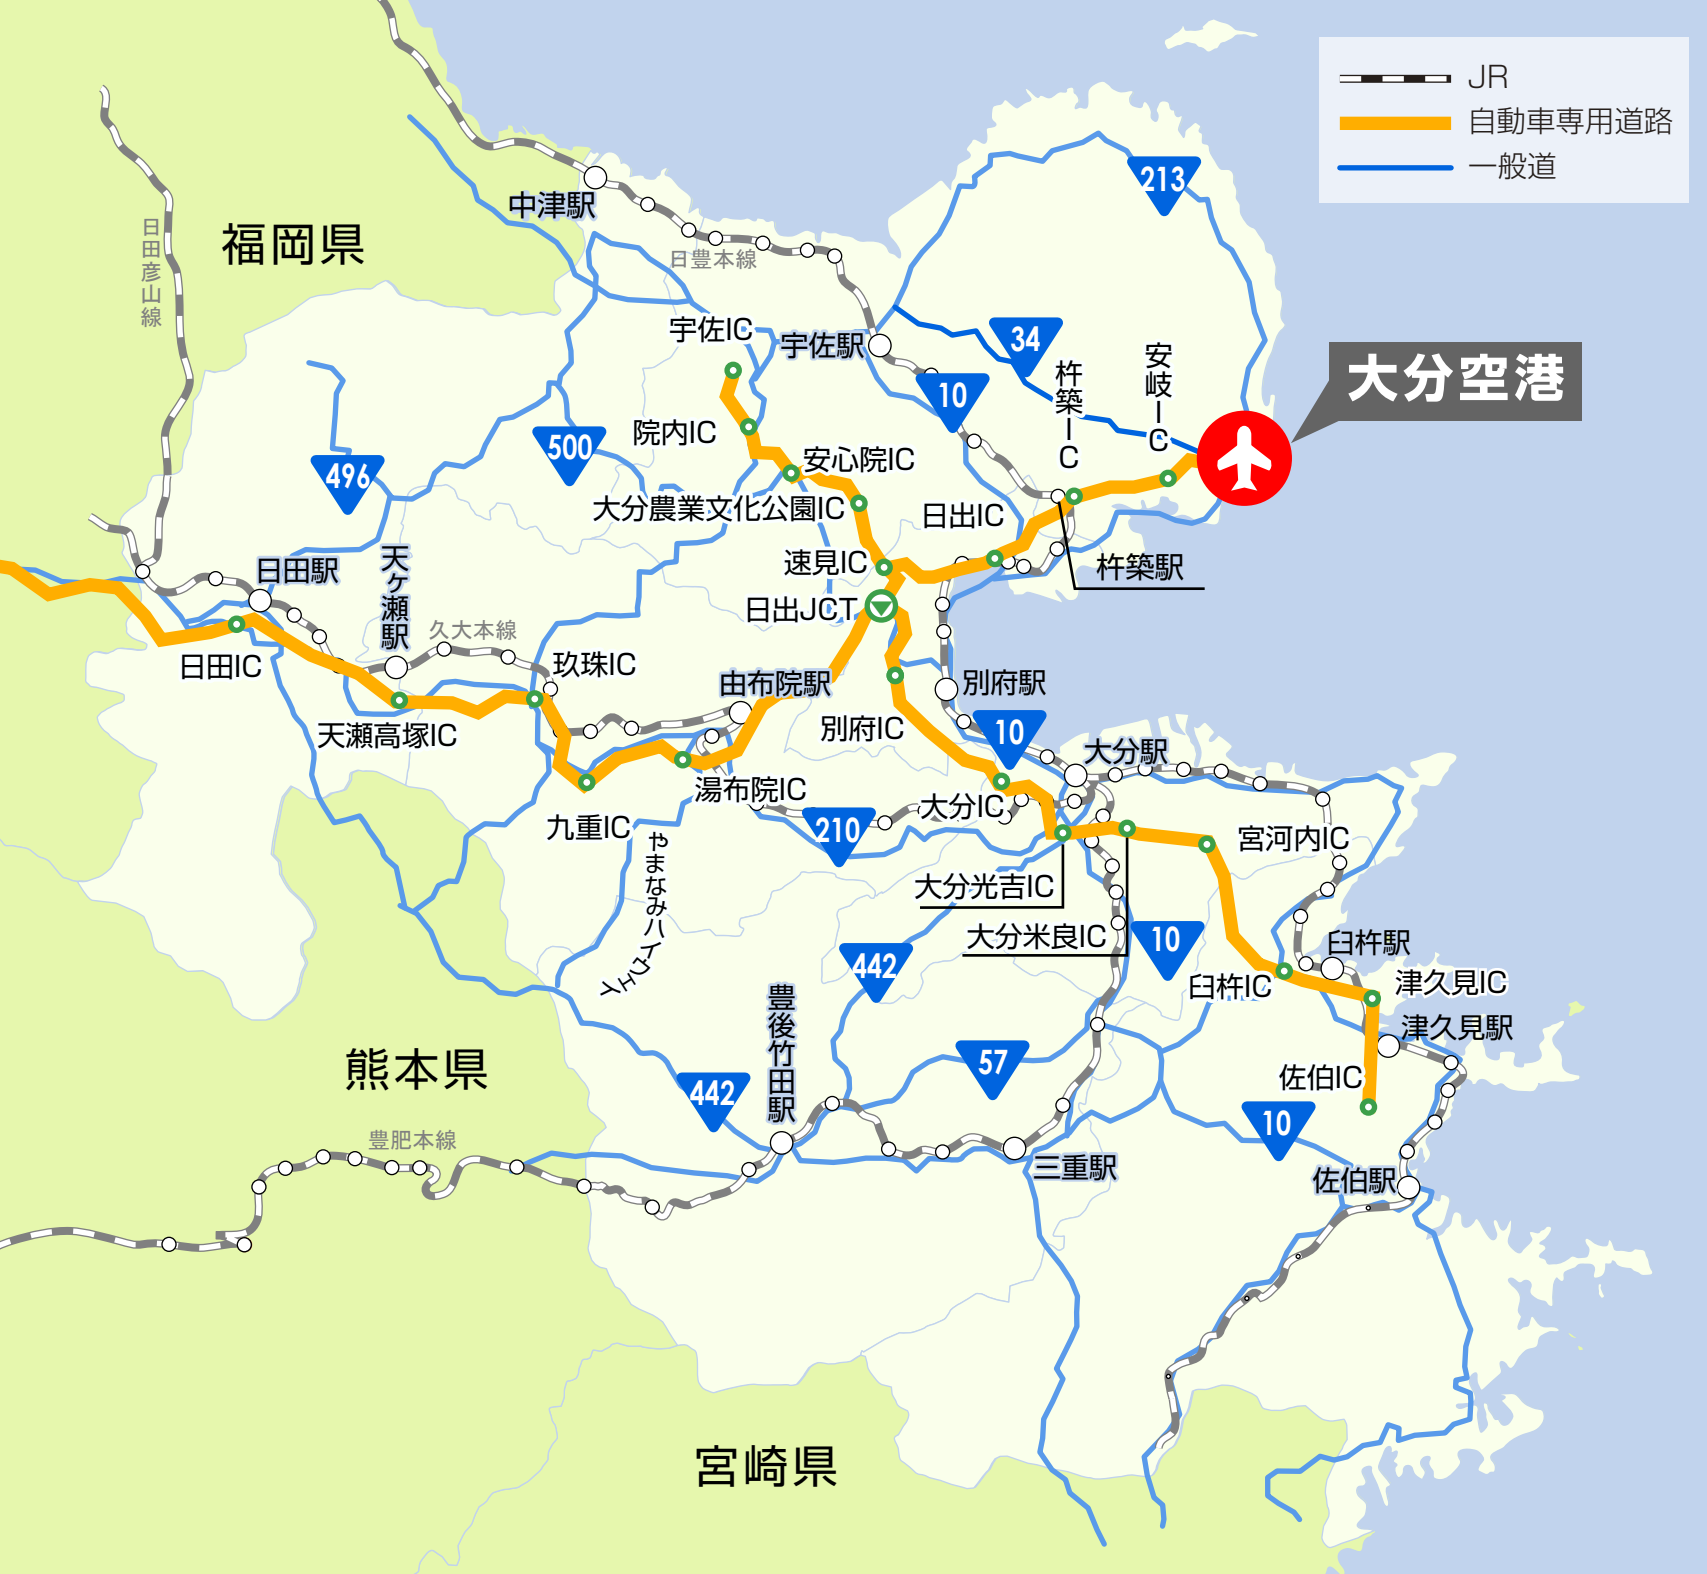 JR
自動車専用道路
一般道
213
中津駅
日田彦山線
福岡県
日豊本線
宇佐IC
宇佐駅
34
杵築IC
安岐IC
大分空港
10
院内IC
500
安心院IC
496
大分農業文化公園IC
日出IC
速見IC
杵築駅
日田駅
天ヶ瀬駅
日出JCT
久大本線
日田IC
玖珠IC
由布院駅
別府駅
天瀬高塚IC
別府IC
10
大分駅
湯布院IC
大分IC
九重IC
210
宮河内IC
やまなみハイウェイ
大分光吉IC
大分米良IC
10
臼杵駅
442
臼杵IC
津久見IC
豊後竹田駅
津久見駅
熊本県
57
佐伯IC
442
10
豊肥本線
三重駅
佐伯駅
宮崎県